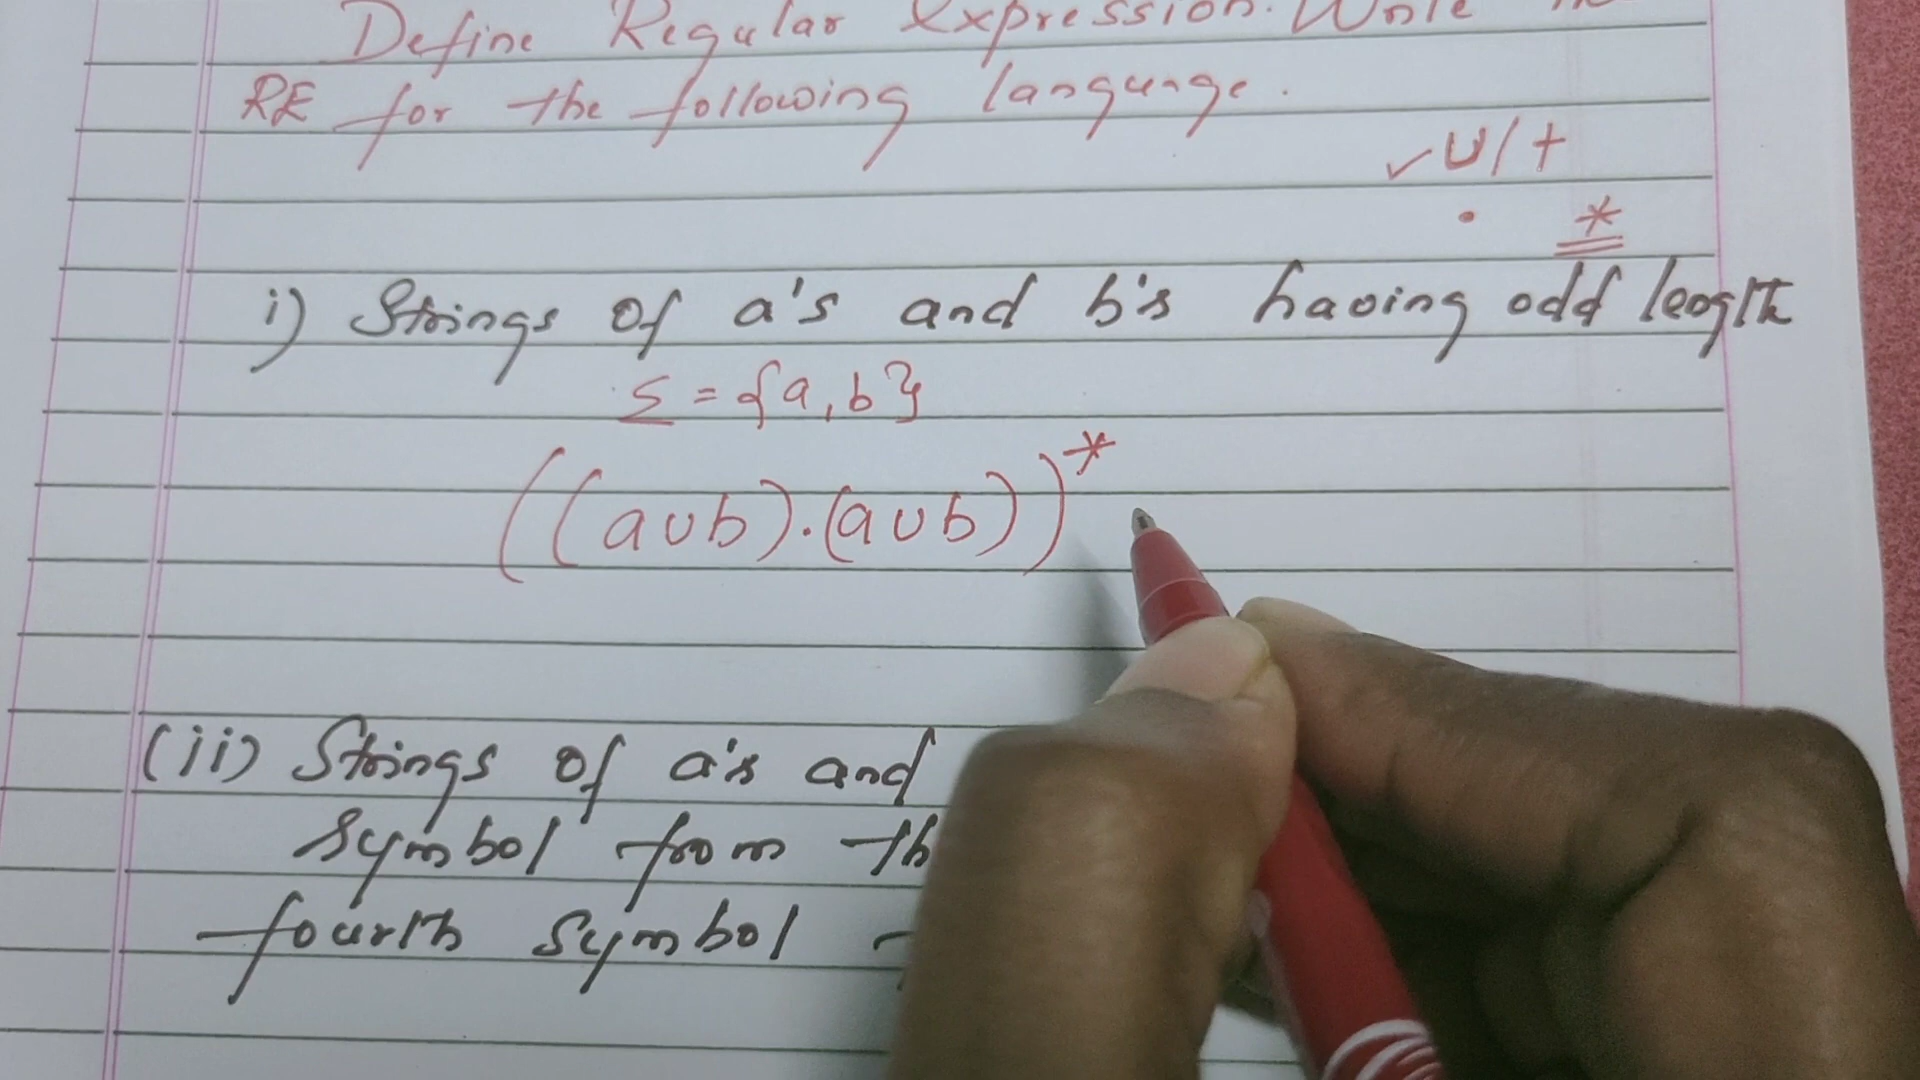 Define Regular Expression. Write the
RE for the following language.
✓ U/+
. *
i) Strings of a's and b's having odd length
Σ = {a, b}
((a∪b).(a∪b))*
(ii) Strings of a's and
symbol from th
fourth symbol